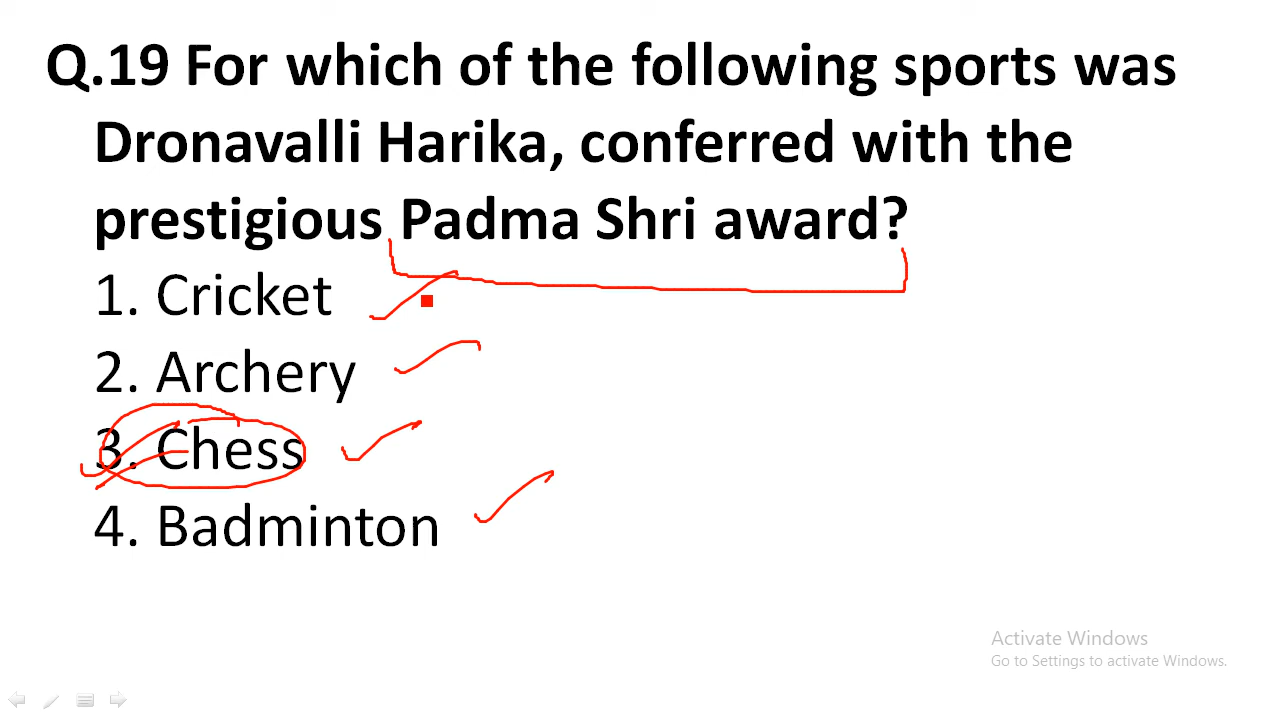 Q.19 For which of the following sports was
Dronavalli Harika, conferred with the
prestigious Padma Shri award?
1. Cricket
2. Archery
3. Chess
4. Badminton
Activate Windows
Go to Settings to activate Windows.